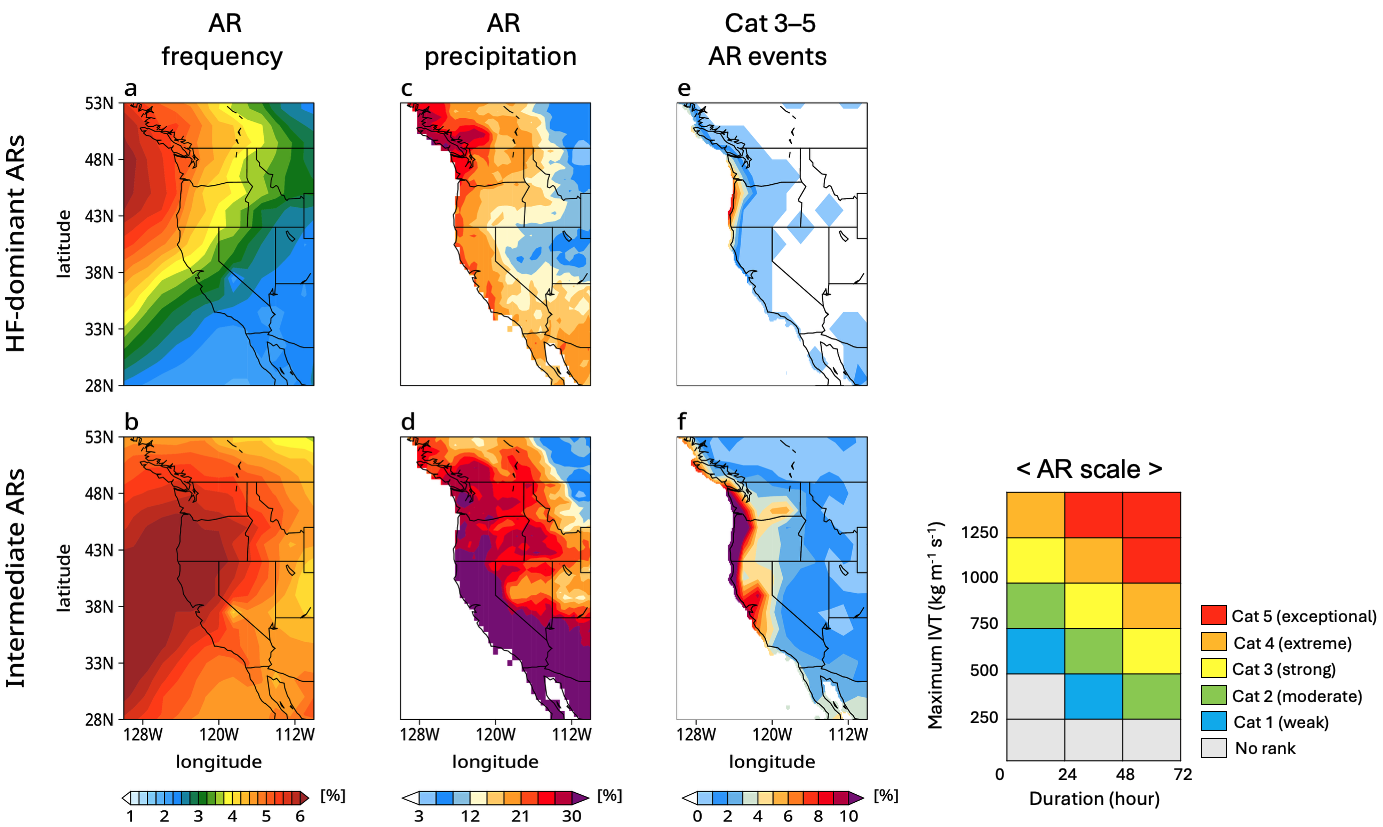 AR
frequency
AR
precipitation
Cat 3–5
AR events
HF-dominant ARs
a
53N
48N
43N
38N
33N
28N
latitude
c
e
Intermediate ARs
b
53N
48N
43N
38N
33N
28N
latitude
128W 120W 112W
longitude
d
128W 120W 112W
longitude
f
128W 120W 112W
longitude
1 2 3 4 5 6 [%]
3 12 21 30 [%]
0 2 4 6 8 10 [%]
< AR scale >
Maximum IVT (kg m⁻¹ s⁻¹)
1250
1000
750
500
250
0 24 48 72
Duration (hour)
Cat 5 (exceptional)
Cat 4 (extreme)
Cat 3 (strong)
Cat 2 (moderate)
Cat 1 (weak)
No rank